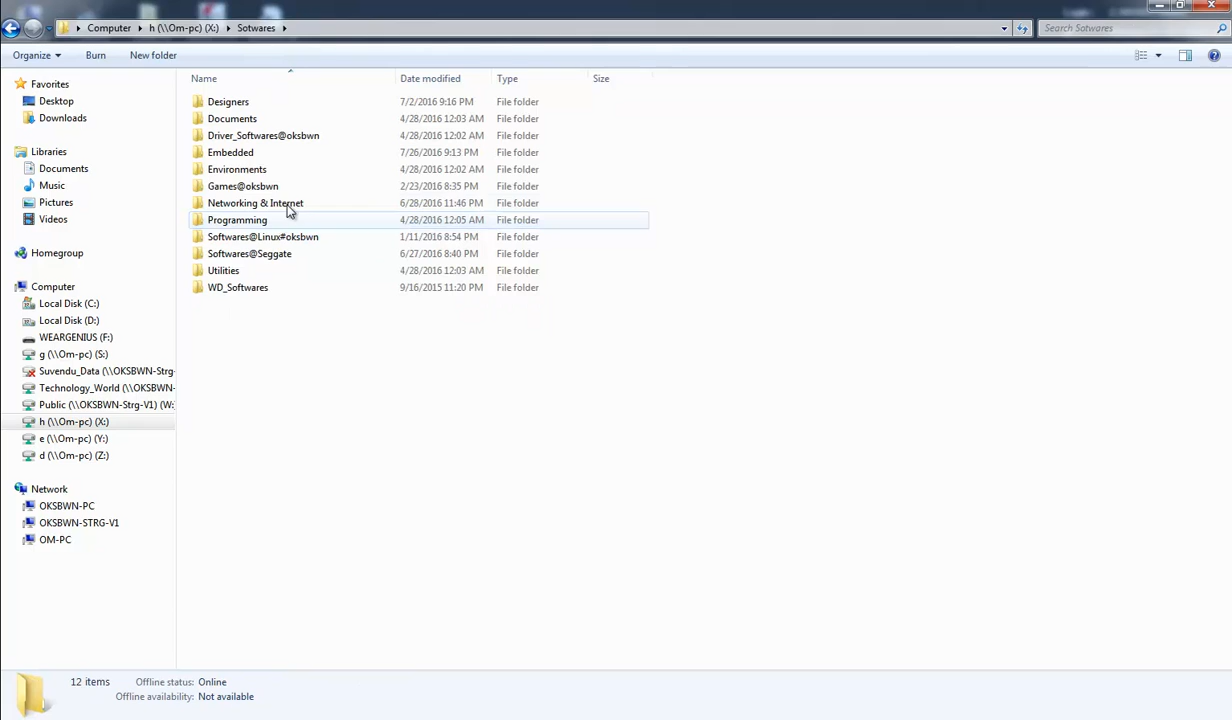 Computer h (\\Om-pc) (X:) Sotwares Search Satwares
Organize Burn New folder
Name Date modified Type Size
Favorites
Desktop
Downloads
Libraries
Documents
Music
Pictures
Videos
Homegroup
Computer
Local Disk (C:)
Local Disk (D:)
WEARGENIUS (F:)
g (\\Om-pc) (S:)
Suvendu_Data (\\OKSBWN-Strg-
Technology_World (\\OKSBWN-
Public (\\OKSBWN-Strg-V1) (W:
h (\\Om-pc) (X:)
e (\\Om-pc) (Y:)
d (\\Om-pc) (Z:)
Network
OKSBWN-PC
OKSBWN-STRG-V1
OM-PC
Designers 7/2/2016 9:16 PM File folder
Documents 4/28/2016 12:03 AM File folder
Driver_Softwares@oksbwn 4/28/2016 12:02 AM File folder
Embedded 7/26/2016 9:13 PM File folder
Environments 4/28/2016 12:02 AM File folder
Games@oksbwn 2/23/2016 8:35 PM File folder
Networking & Internet 6/28/2016 11:46 PM File folder
Programming 4/28/2016 12:05 AM File folder
Softwares@Linux#oksbwn 1/11/2016 8:54 PM File folder
Softwares@Seggate 6/27/2016 8:40 PM File folder
Utilities 4/28/2016 12:03 AM File folder
WD_Softwares 9/16/2015 11:20 PM File folder
12 items Offline status: Online
Offline availability: Not available